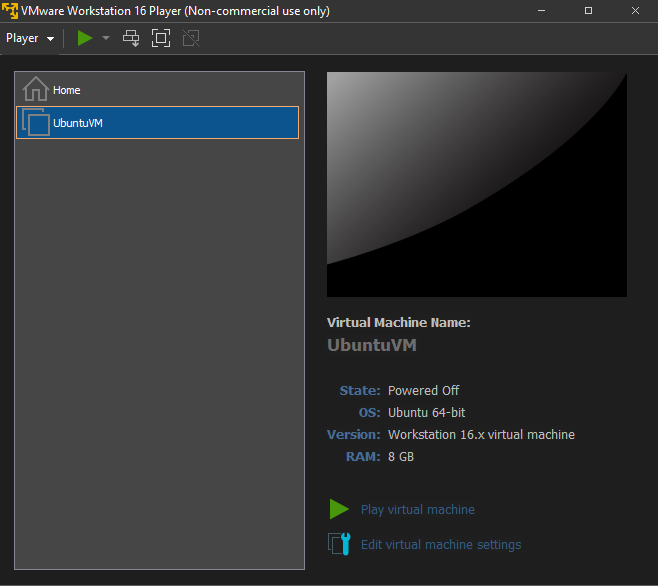 VMware Workstation 16 Player (Non-commercial use only)
Player
Home
UbuntuVM
Virtual Machine Name:
UbuntuVM
State: Powered Off
OS: Ubuntu 64-bit
Version: Workstation 16.x virtual machine
RAM: 8 GB
Play virtual machine
Edit virtual machine settings